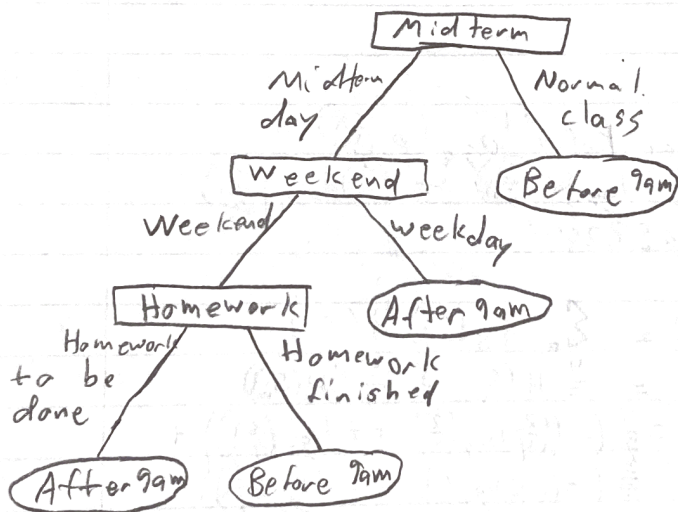 Midterm
Midterm
day
Normal
class
Weekend
Before 9am
Weekend
weekday
Homework
After 9am
Homework
to be
done
Homework
finished
After 9am
Before 9am